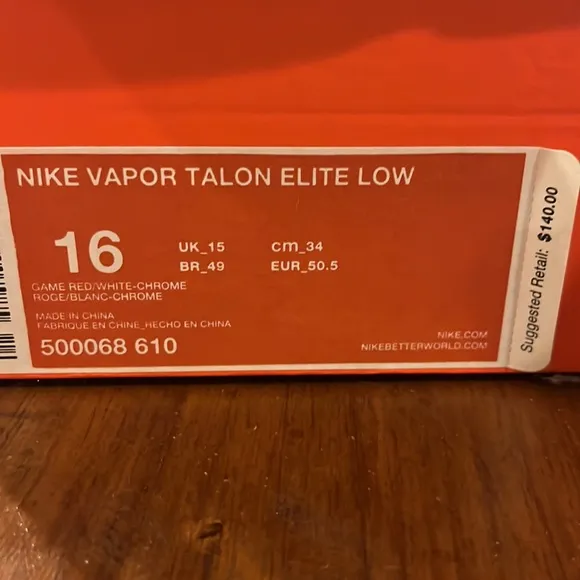 NIKE VAPOR TALON ELITE LOW
16
UK_15 cm_34
BR_49 EUR_50.5
GAME RED/WHITE-CHROME
ROGE/BLANC-CHROME
MADE IN CHINA
FABRIQUE EN CHINE_HECHO EN CHINA
500068 610
NIKE.COM
NIKEBETTERWORLD.COM
Suggested Retail: $140.00